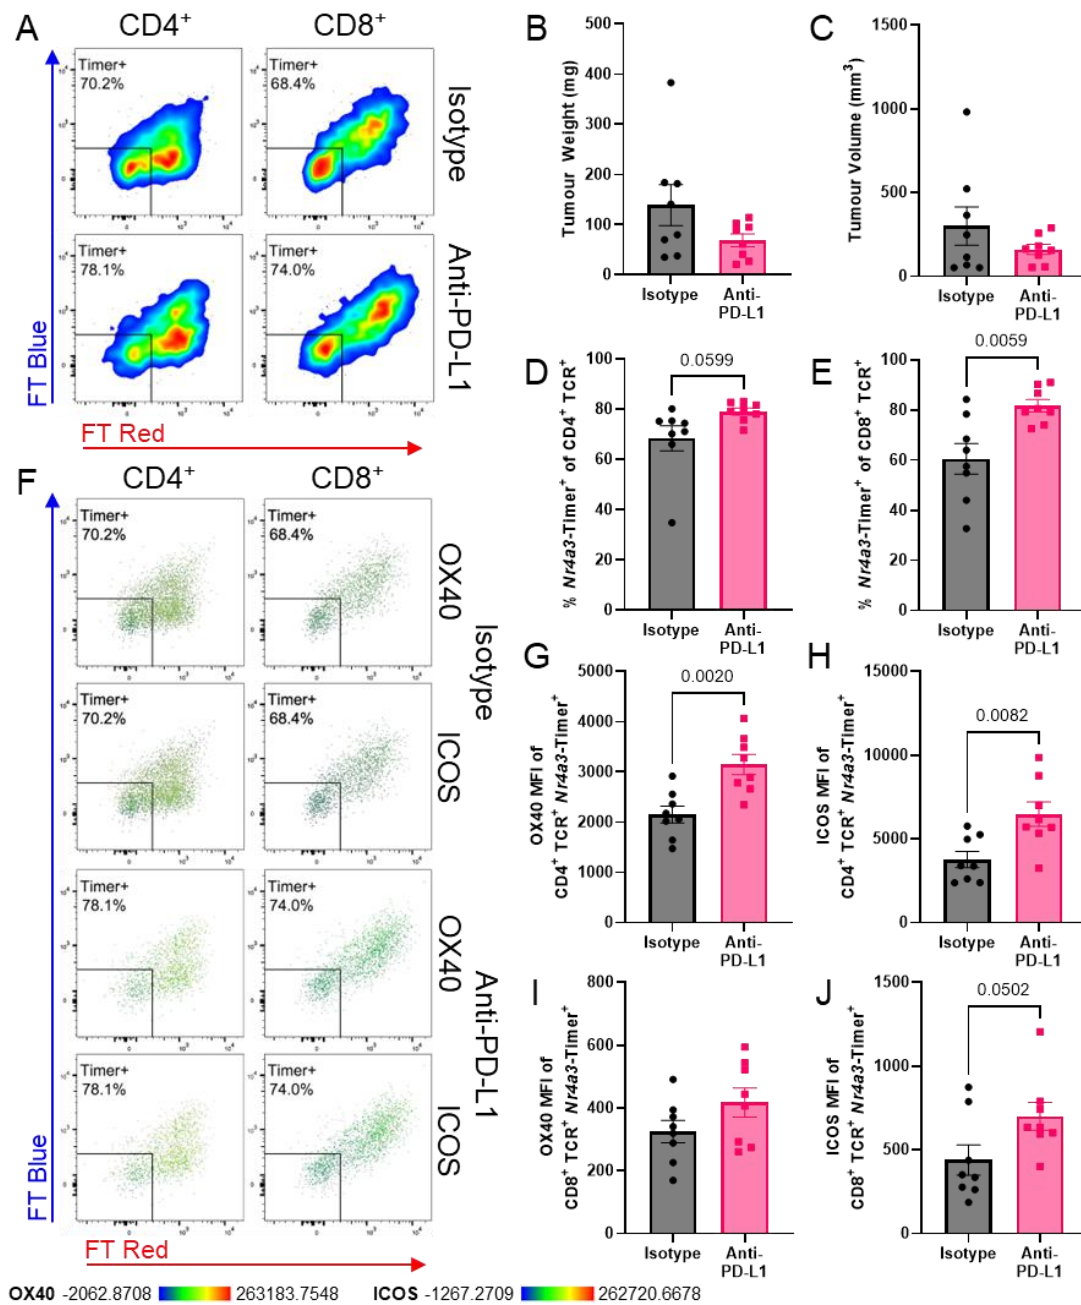 A
CD4+
CD8+
Timer+
70.2%
Timer+
68.4%
Isotype
Timer+
78.1%
Timer+
74.0%
Anti-PD-L1
FT Blue
FT Red
10⁴
10³
0
0
10³
10⁴
B
Tumour Weight (mg)
500
400
300
200
100
0
Isotype
Anti-
PD-L1
C
Tumour Volume (mm³)
1500
1000
500
0
Isotype
Anti-
PD-L1
D
% Nr4a3-Timer+ of CD4+ TCR+
100
80
60
40
20
0
0.0599
Isotype
Anti-
PD-L1
E
% Nr4a3-Timer+ of CD8+ TCR+
100
80
60
40
20
0
0.0059
Isotype
Anti-
PD-L1
F
CD4+
CD8+
Timer+
70.2%
Timer+
68.4%
OX40
Timer+
70.2%
Timer+
68.4%
ICOS
Isotype
Timer+
78.1%
Timer+
74.0%
OX40
Timer+
78.1%
Timer+
74.0%
ICOS
Anti-PD-L1
FT Blue
FT Red
OX40 -2062.8708 263183.7548
ICOS -1267.2709 262720.6678
G
OX40 MFI of
CD4+ TCR+ Nr4a3-Timer+
5000
4000
3000
2000
1000
0
0.0020
Isotype
Anti-
PD-L1
H
ICOS MFI of
CD4+ TCR+ Nr4a3-Timer+
15000
10000
5000
0
0.0082
Isotype
Anti-
PD-L1
I
OX40 MFI of
CD8+ TCR+ Nr4a3-Timer+
800
600
400
200
0
Isotype
Anti-
PD-L1
J
ICOS MFI of
CD8+ TCR+ Nr4a3-Timer+
1500
1000
500
0
0.0502
Isotype
Anti-
PD-L1